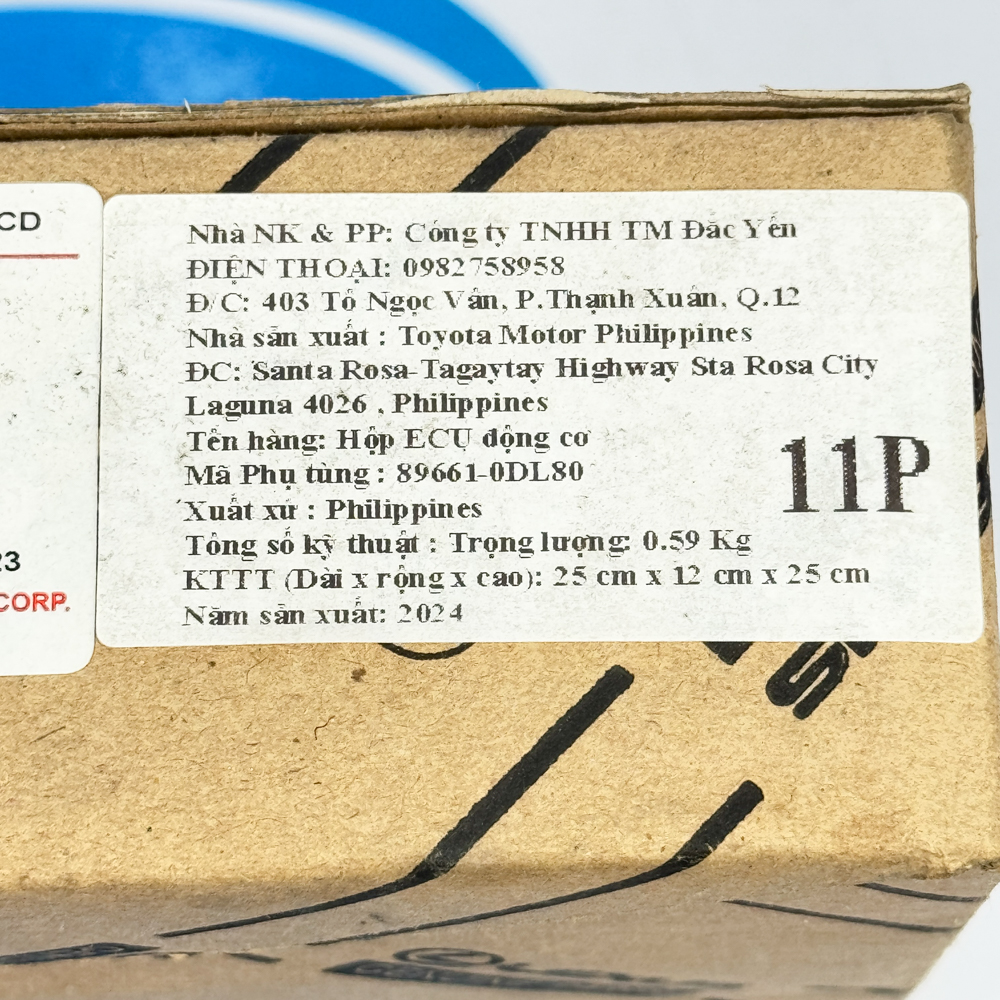 CD
23
CORP.
Nhà NK & PP: Công ty TNHH TM Đắc Yến
ĐIỆN THOẠI: 0982758958
Đ/C: 403 Tô Ngọc Vân, P.Thạnh Xuân, Q.12
Nhà sản xuất : Toyota Motor Philippines
ĐC: Santa Rosa-Tagaytay Highway Sta Rosa City
Laguna 4026 , Philippines
Tên hàng: Hộp ECU động cơ
Mã Phụ tùng : 89661-0DL80
Xuất xứ : Philippines
Tông số kỹ thuật : Trọng lượng: 0.59 Kg
KTTT (Dài x rộng x cao): 25 cm x 12 cm x 25 cm
Năm sản xuất: 2024
11P